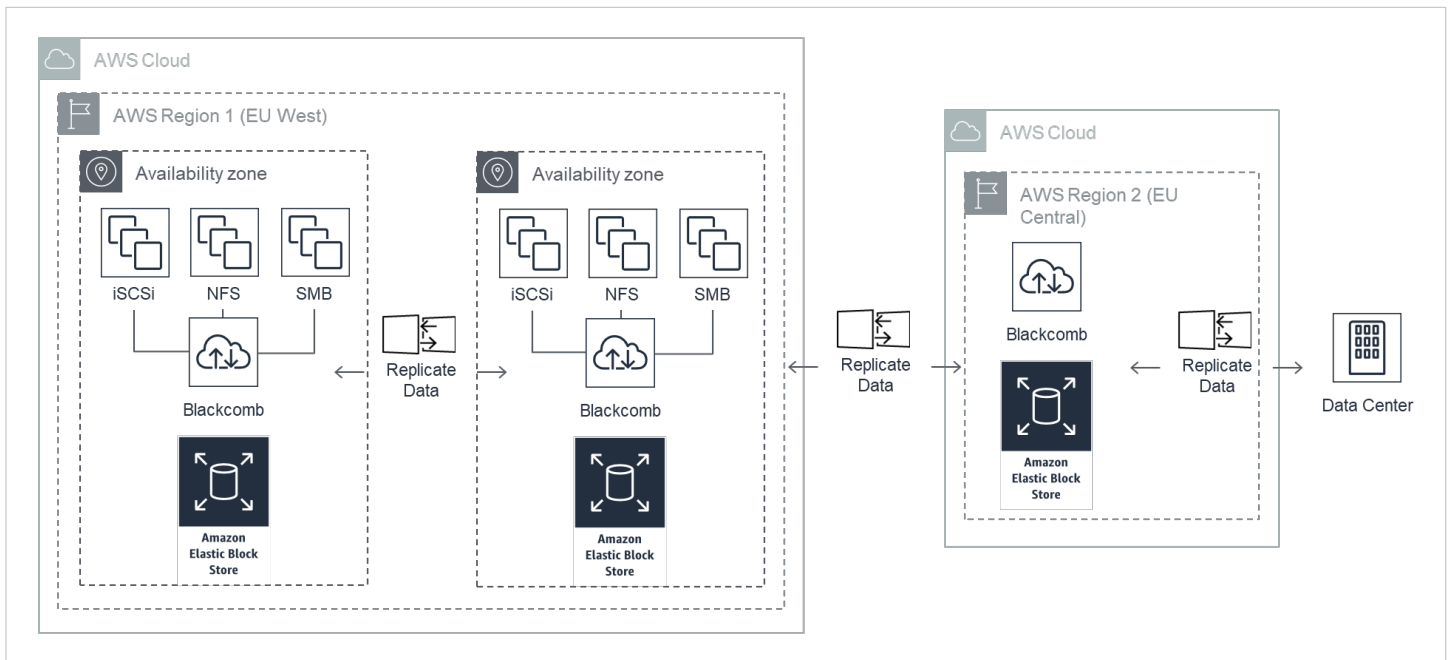 AWS Cloud
AWS Region 1 (EU West)
Availability zone
iSCSi
NFS
SMB
Blackcomb
Amazon
Elastic Block
Store
Replicate
Data
Availability zone
iSCSi
NFS
SMB
Blackcomb
Amazon
Elastic Block
Store
Replicate
Data
AWS Cloud
AWS Region 2 (EU
Central)
Blackcomb
Amazon
Elastic Block
Store
Replicate
Data
Data Center